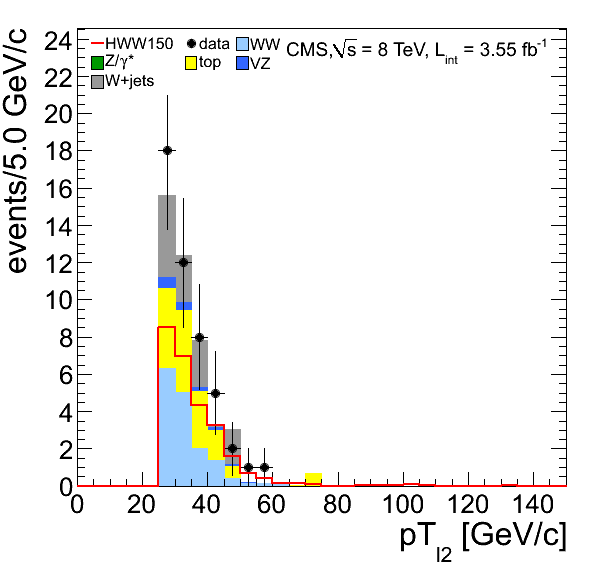 HWW150 data WW CMS,√s = 8 TeV, L_int = 3.55 fb⁻¹
Z/γ* top VZ
W+jets
events/5.0 GeV/c
24
22
20
18
16
14
12
10
8
6
4
2
0
0 20 40 60 80 100 120 140
pT_l2 [GeV/c]